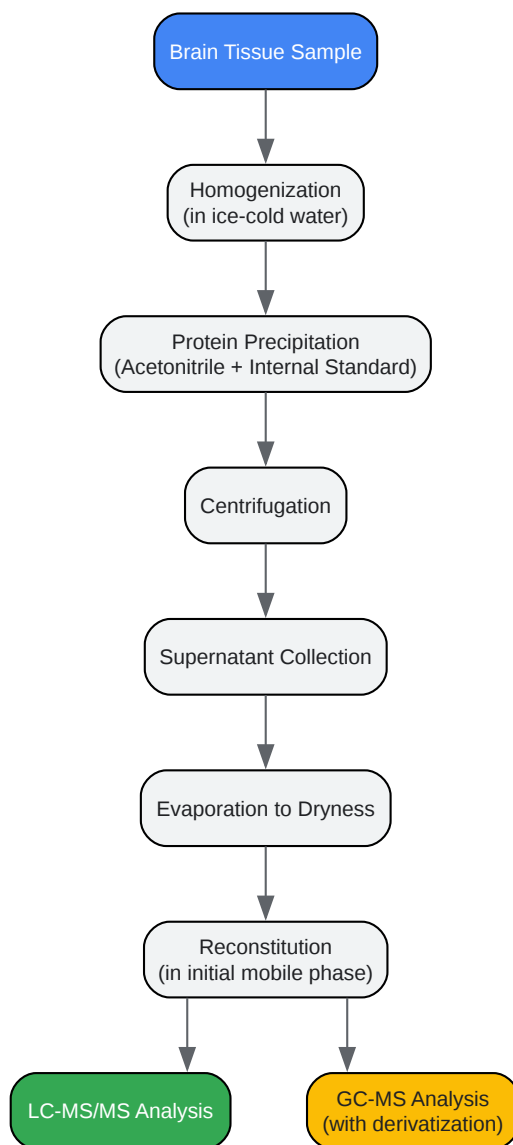 Brain Tissue Sample
Homogenization
(in ice-cold water)
Protein Precipitation
(Acetonitrile + Internal Standard)
Centrifugation
Supernatant Collection
Evaporation to Dryness
Reconstitution
(in initial mobile phase)
LC-MS/MS Analysis
GC-MS Analysis
(with derivatization)